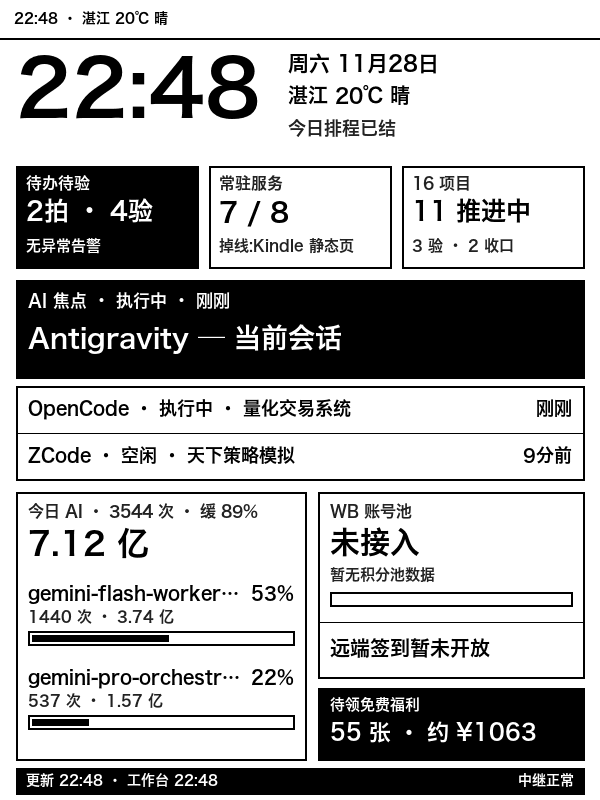 22:48 · 湛江 20℃ 晴
22:48
周六 11月28日
湛江 20℃ 晴
今日排程已结
待办待验
2拍 · 4验
无异常告警
常驻服务
7 / 8
掉线:Kindle 静态页
16 项目
11 推进中
3 验 · 2 收口
AI 焦点 · 执行中 · 刚刚
Antigravity — 当前会话
OpenCode · 执行中 · 量化交易系统 刚刚
ZCode · 空闲 · 天下策略模拟 9分前
今日 AI · 3544 次 · 缓 89%
7.12 亿
gemini-flash-worker… 53%
1440 次 · 3.74 亿
gemini-pro-orchestr… 22%
537 次 · 1.57 亿
WB 账号池
未接入
暂无积分池数据
远端签到暂未开放
待领免费福利
55 张 · 约 ¥1063
更新 22:48 · 工作台 22:48 中继正常